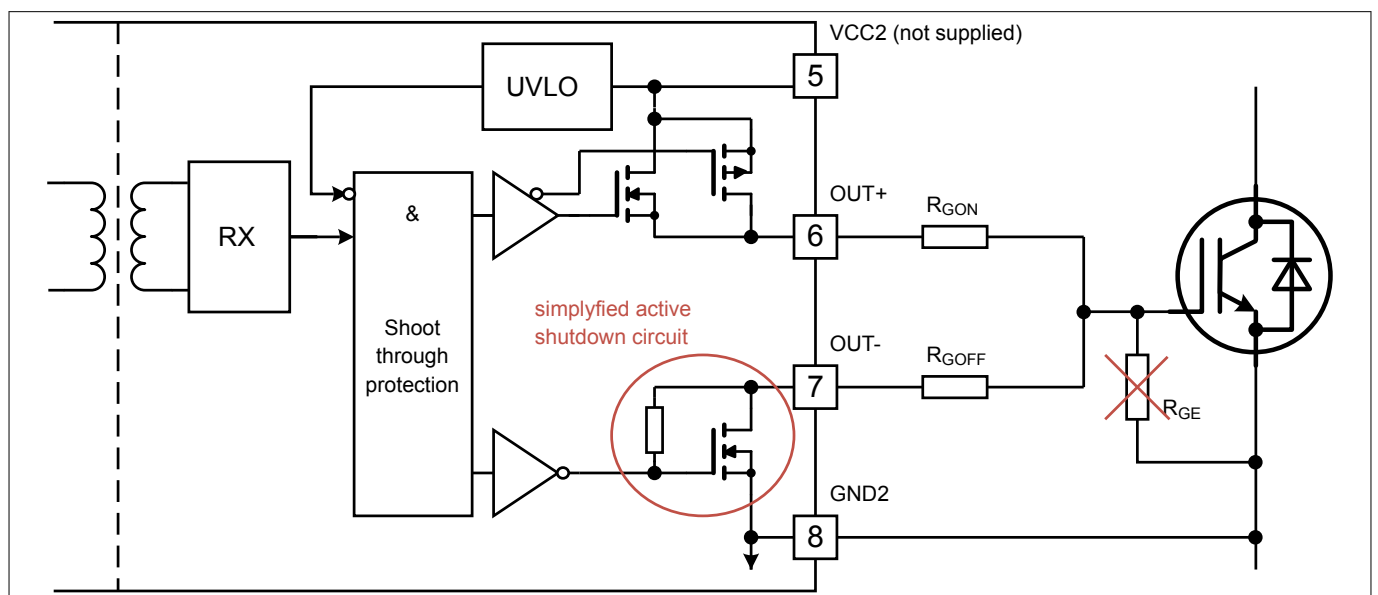 VCC2 (not supplied)
5
UVLO
OUT+
RGON
&
6
RX
simplyfied active
shutdown circuit
Shoot
through
protection
OUT-
RGOFF
7
RGE
GND2
8